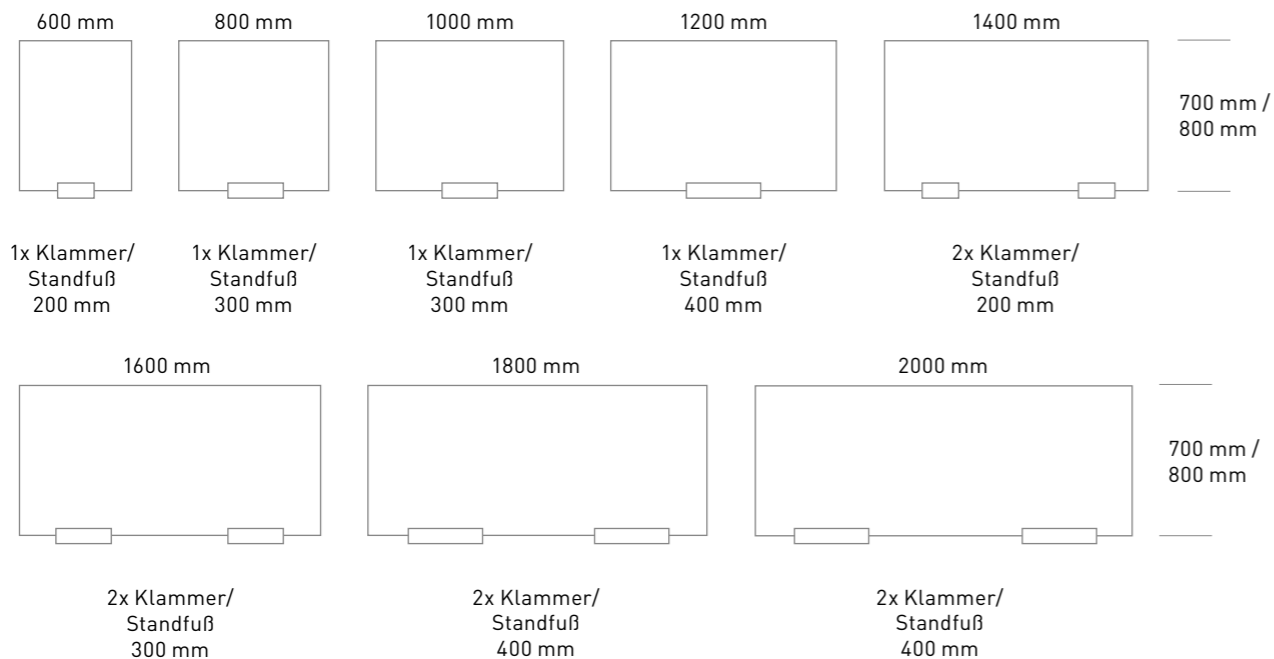 600 mm
800 mm
1000 mm
1200 mm
1400 mm
700 mm /
800 mm
1x Klammer/
Standfuß
200 mm
1x Klammer/
Standfuß
300 mm
1x Klammer/
Standfuß
300 mm
1x Klammer/
Standfuß
400 mm
2x Klammer/
Standfuß
200 mm
1600 mm
1800 mm
2000 mm
700 mm /
800 mm
2x Klammer/
Standfuß
300 mm
2x Klammer/
Standfuß
400 mm
2x Klammer/
Standfuß
400 mm